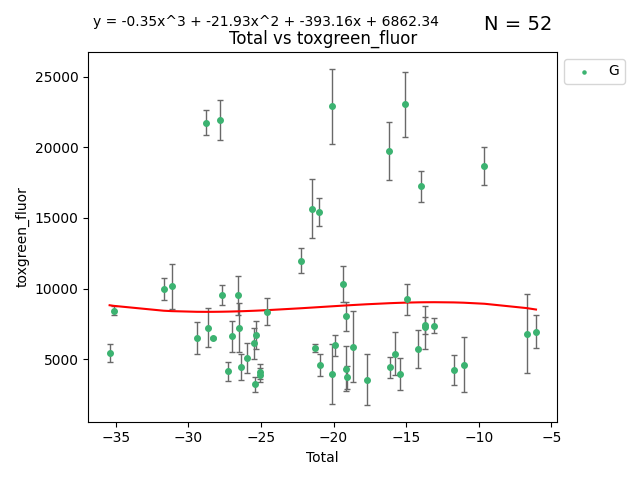 y = -0.35x^3 + -21.93x^2 + -393.16x + 6862.34
N = 52
Total vs toxgreen_fluor
G
25000
20000
15000
10000
5000
toxgreen_fluor
−35 −30 −25 −20 −15 −10 −5
Total